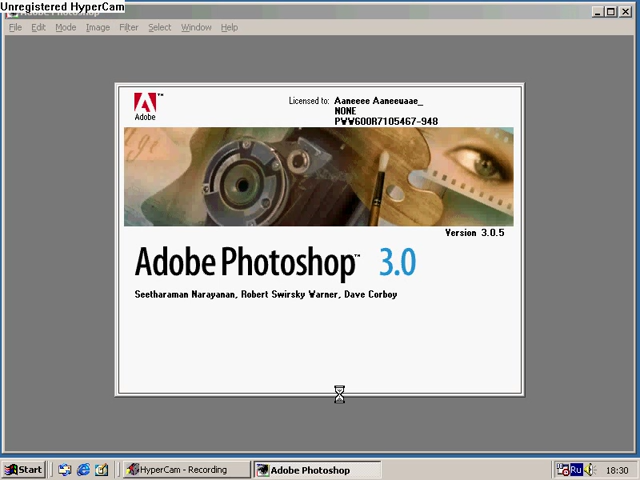 Unregistered HyperCam
File Edit Mode Image Filter Select Window Help
Adobe
Licensed to: Aaneeee Aaneeuaae_
NONE
PWW600R7105467-948
Version 3.0.5
Adobe Photoshop™ 3.0
Seetharaman Narayanan, Robert Swirsky Warner, Dave Corboy
Start
HyperCam - Recording
Adobe Photoshop
Ru
18:30